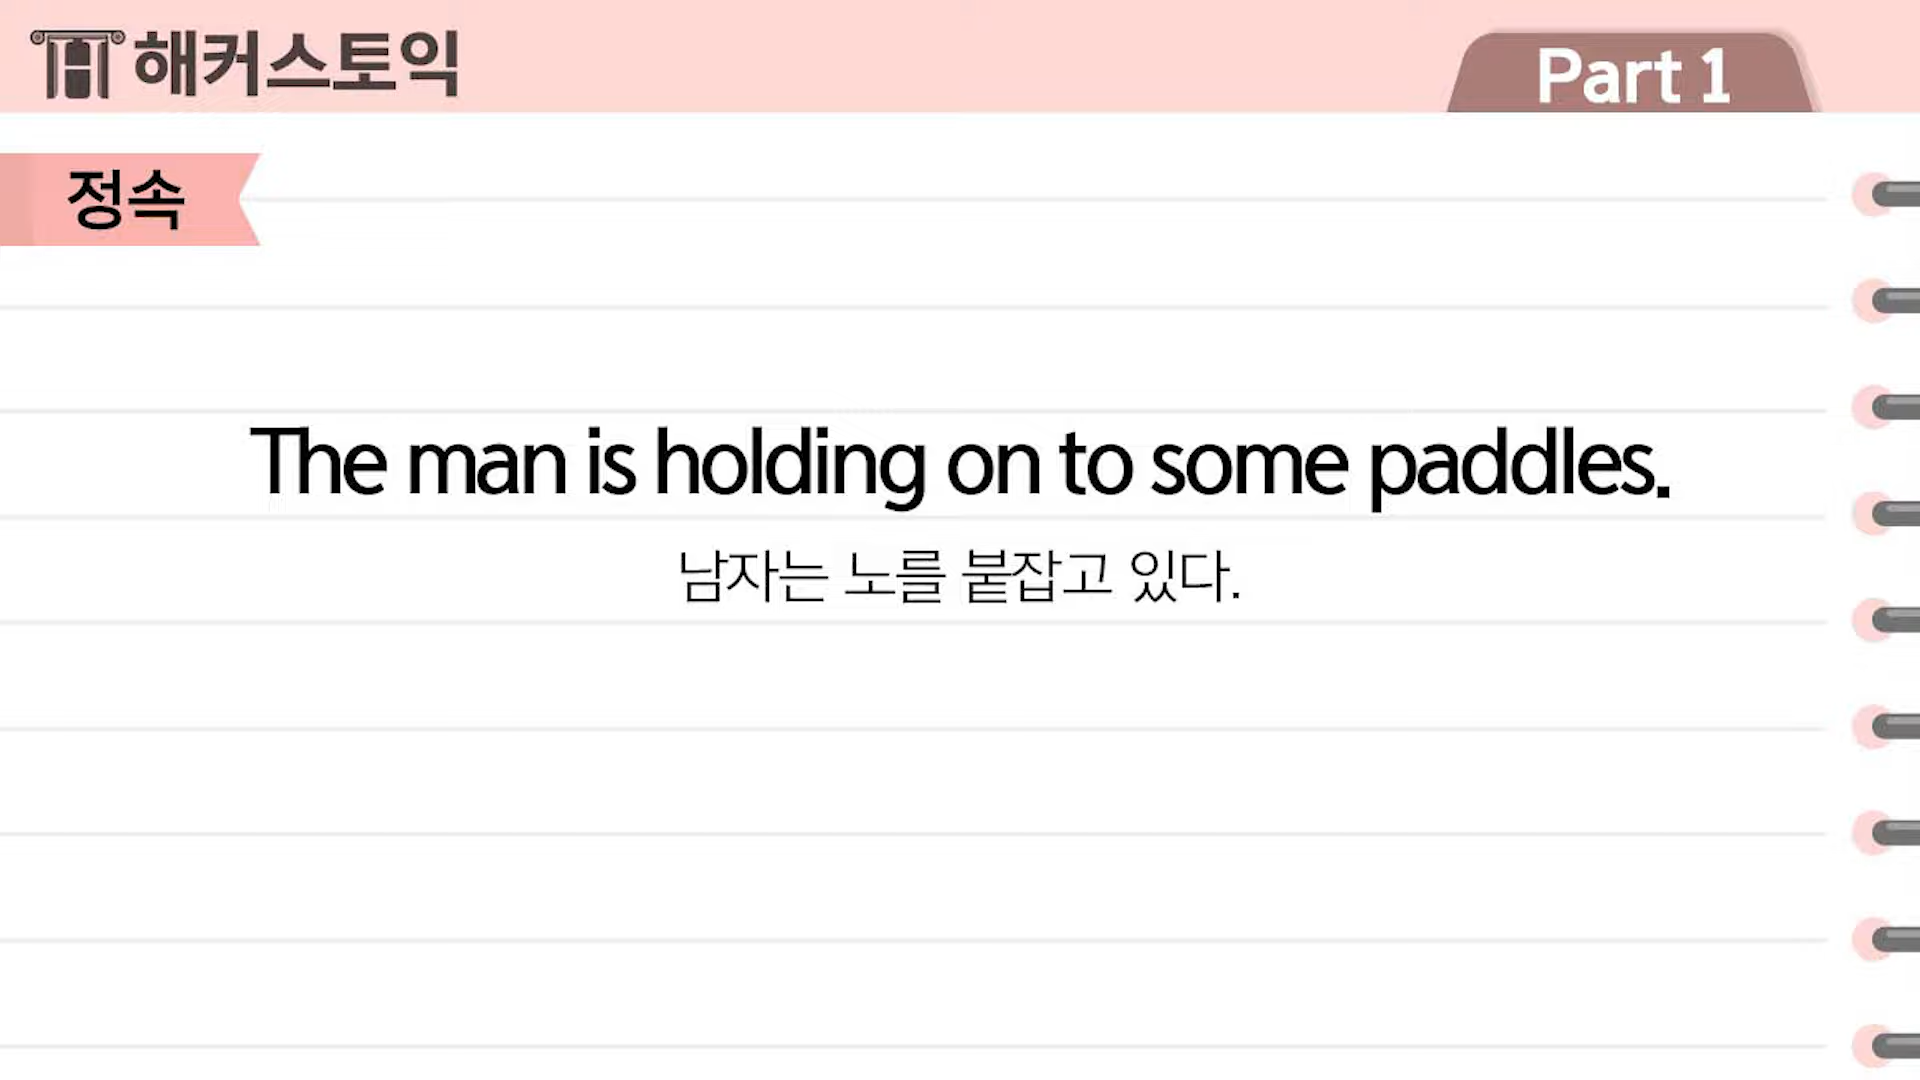 해커스토익
Part 1
정속
The man is holding on to some paddles.
남자는 노를 붙잡고 있다.